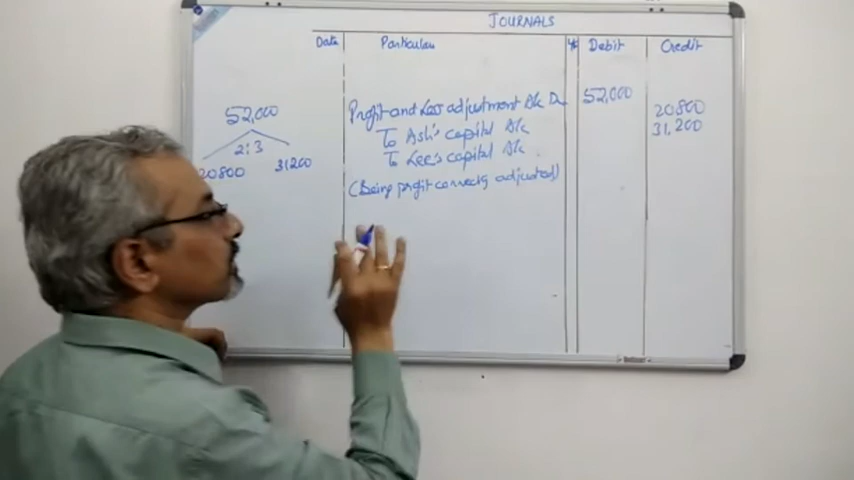 JOURNALS
Date Particulars Debit Credit
52,000
2:3
20800 31200
Profit and Loss adjustment A/c Dr 52,000
To Ash's capital A/c 20800
To Lee's capital A/c 31,200
(Being profit correctly adjusted)